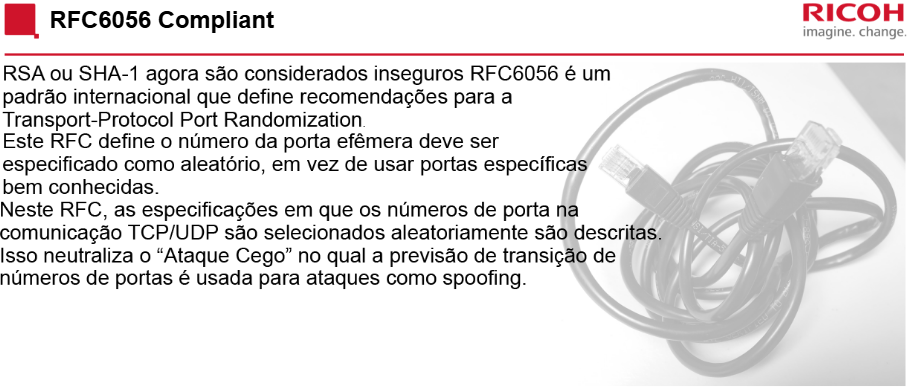 RFC6056 Compliant
RICOH
imagine. change.
RSA ou SHA-1 agora são considerados inseguros RFC6056 é um
padrão internacional que define recomendações para a
Transport-Protocol Port Randomization.
Este RFC define o número da porta efêmera deve ser
especificado como aleatório, em vez de usar portas específicas
bem conhecidas.
Neste RFC, as especificações em que os números de porta na
comunicação TCP/UDP são selecionados aleatoriamente são descritas.
Isso neutraliza o “Ataque Cego” no qual a previsão de transição de
números de portas é usada para ataques como spoofing.